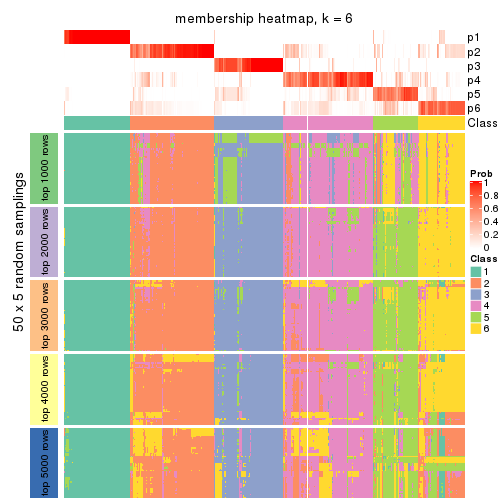 membership heatmap, k = 6
p1
p2
p3
p4
p5
p6
Class
50 x 5 random samplings
top 1000 rows
top 2000 rows
top 3000 rows
top 4000 rows
top 5000 rows
Prob
1
0.8
0.6
0.4
0.2
0
Class
1
2
3
4
5
6